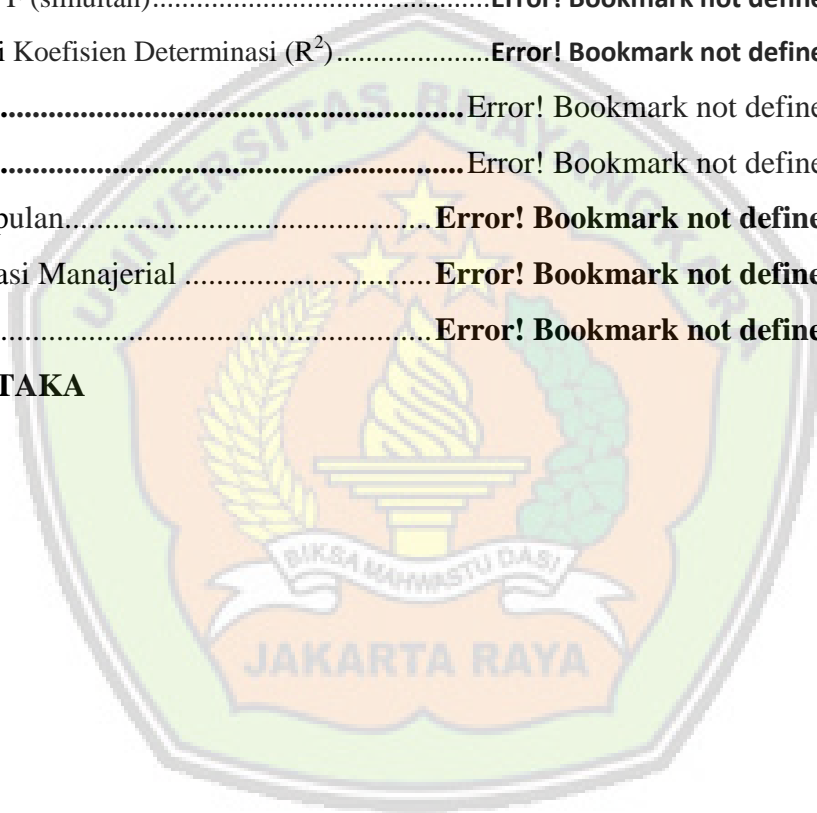 F (simultan)............................................Error! Bookmark not define
i Koefisien Determinasi (R²).....................Error! Bookmark not define
................................................................Error! Bookmark not define
................................................................Error! Bookmark not define
pulan..................................................Error! Bookmark not define
asi Manajerial ..................................Error! Bookmark not define
............................................................Error! Bookmark not define
TAKA
UNIVERSITAS BHAYANGKARA
BIKSA MAHWASTU DASI
JAKARTA RAYA